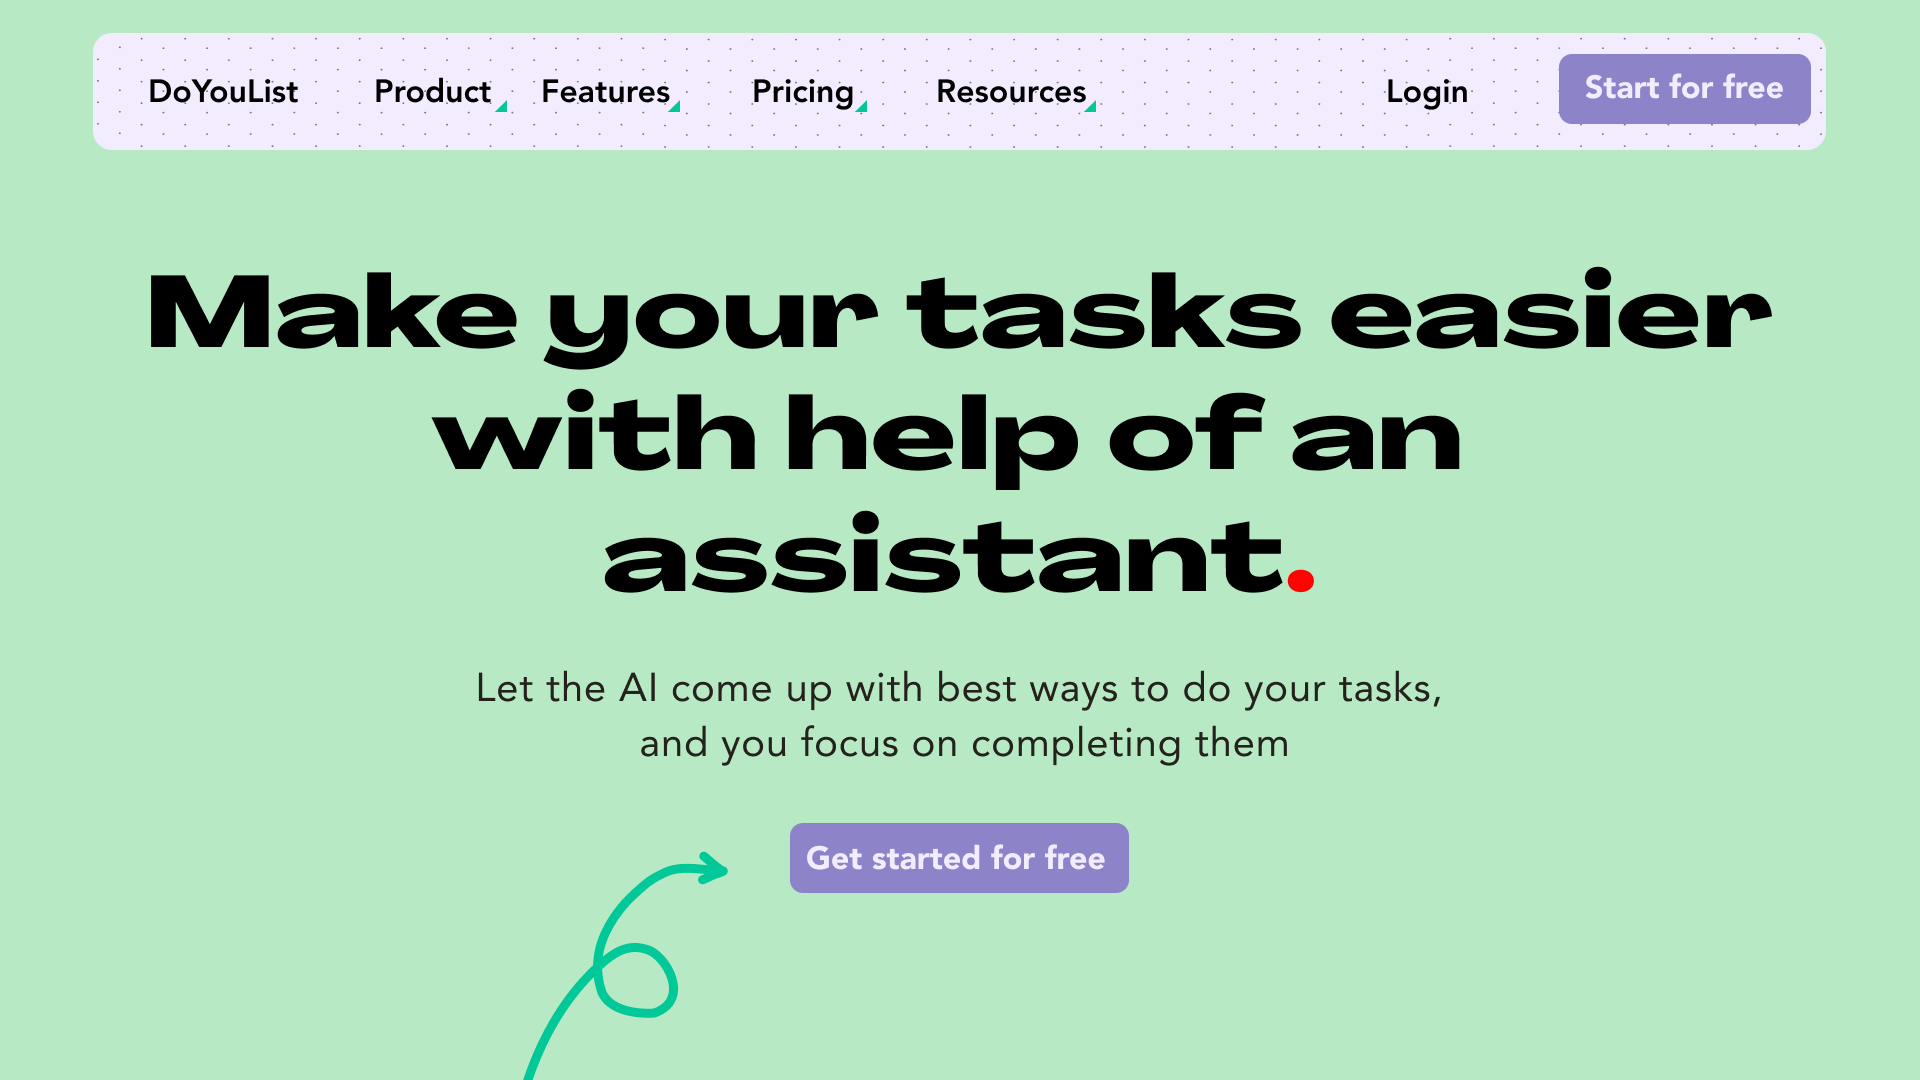 DoYouList Product Features Pricing Resources Login Start for free
Make your tasks easier
with help of an
assistant.
Let the AI come up with best ways to do your tasks,
and you focus on completing them
Get started for free